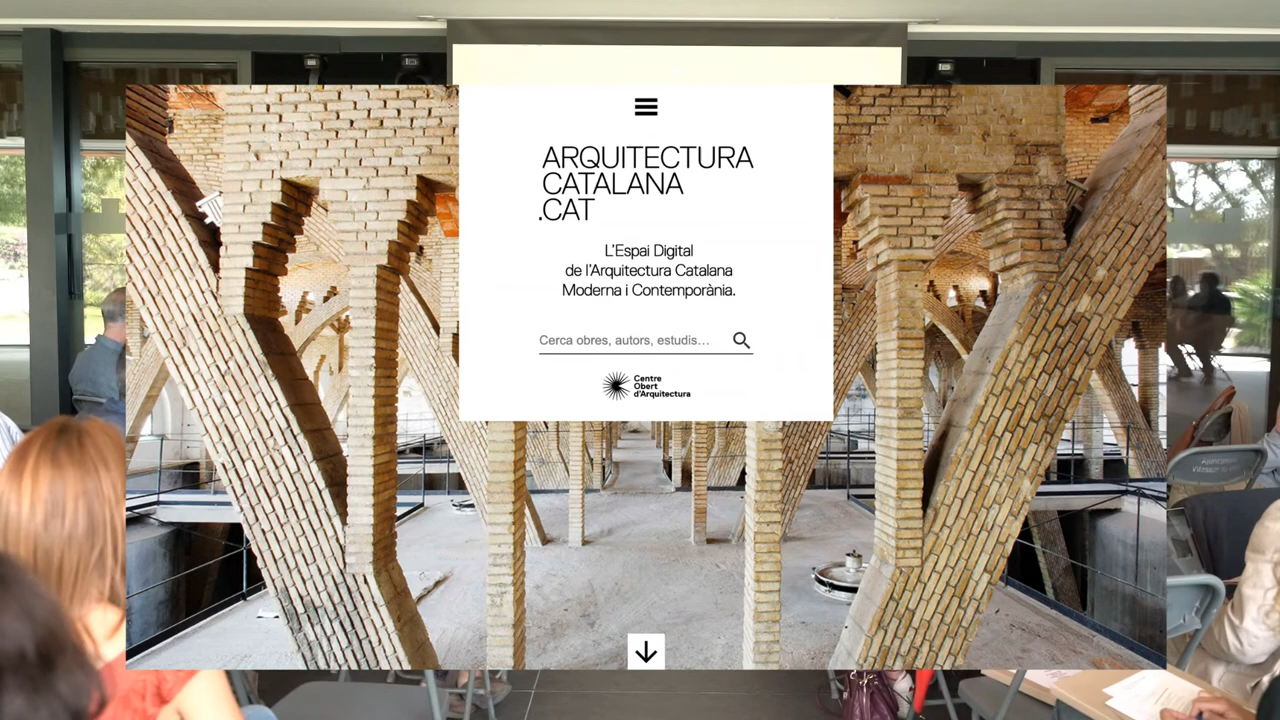 ARQUITECTURA
CATALANA
.CAT
L'Espai Digital
de l'Arquitectura Catalana
Moderna i Contemporània.
Cerca obres, autors, estudis…
Centre
Obert
d'Arquitectura